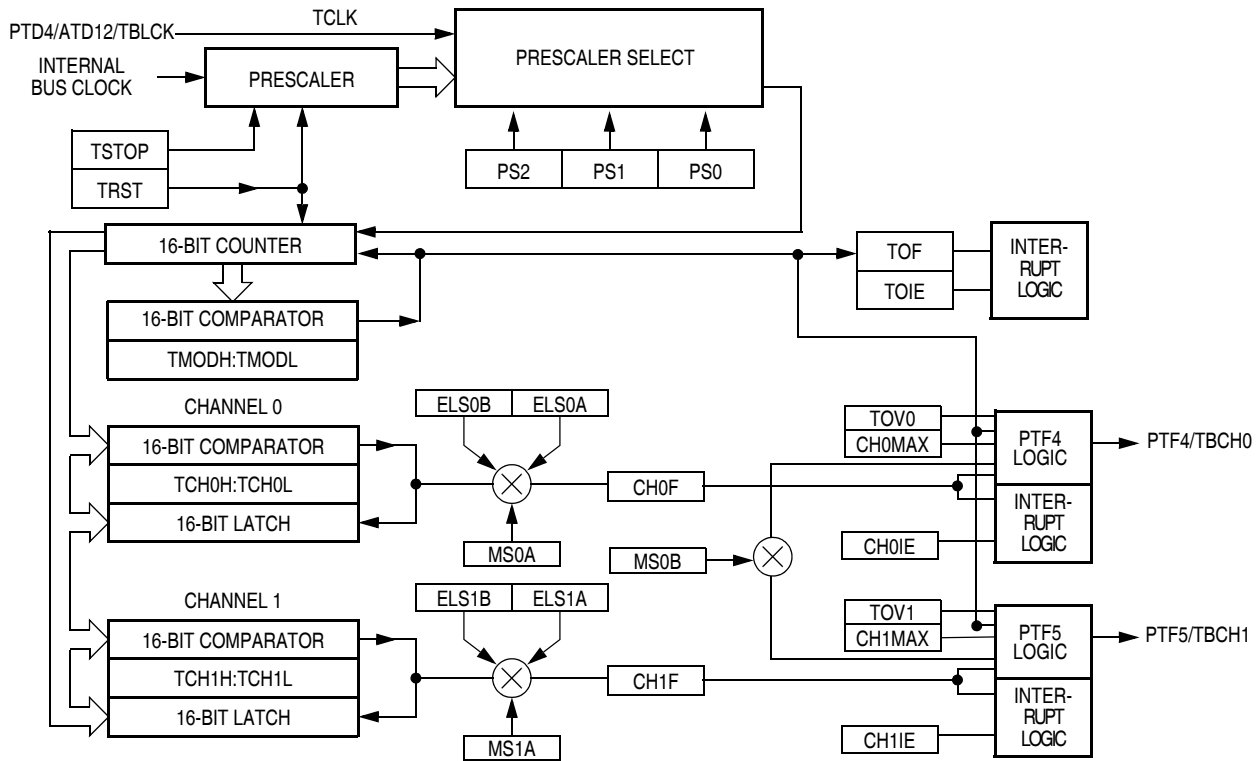 TCLK
PTD4/ATD12/TBLCK
PRESCALER SELECT
INTERNAL
BUS CLOCK
PRESCALER
TSTOP
TRST
PS2
PS1
PS0
16-BIT COUNTER
TOF
TOIE
INTER-
RUPT
LOGIC
16-BIT COMPARATOR
TMODH:TMODL
CHANNEL 0
ELS0B
ELS0A
16-BIT COMPARATOR
TCH0H:TCH0L
16-BIT LATCH
MS0A
CH0F
TOV0
CH0MAX
PTF4
LOGIC
PTF4/TBCH0
INTER-
RUPT
LOGIC
CH0IE
MS0B
CHANNEL 1
ELS1B
ELS1A
16-BIT COMPARATOR
TCH1H:TCH1L
16-BIT LATCH
MS1A
CH1F
TOV1
CH1MAX
PTF5
LOGIC
PTF5/TBCH1
INTER-
RUPT
LOGIC
CH1IE